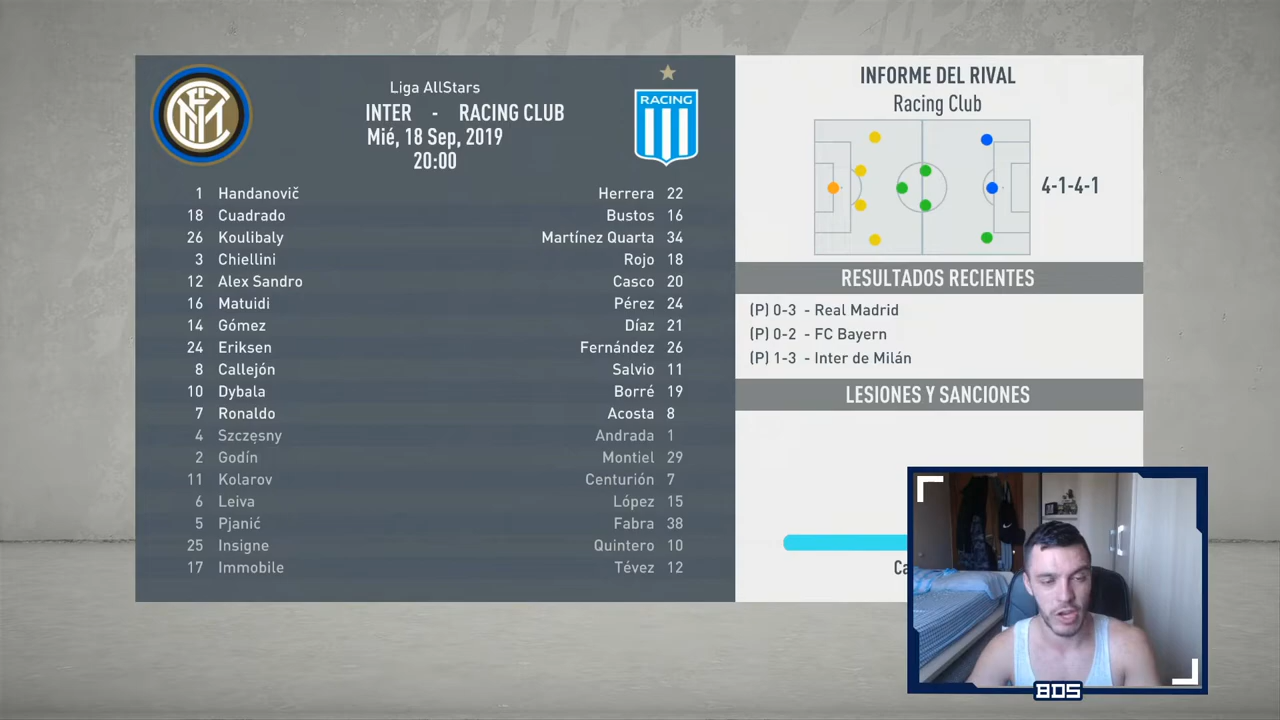 Liga AllStars
INTER - RACING CLUB
Mié, 18 Sep, 2019
20:00
RACING
1 Handanovič Herrera 22
18 Cuadrado Bustos 16
26 Koulibaly Martínez Quarta 34
3 Chiellini Rojo 18
12 Alex Sandro Casco 20
16 Matuidi Pérez 24
14 Gómez Díaz 21
24 Eriksen Fernández 26
8 Callejón Salvio 11
10 Dybala Borré 19
7 Ronaldo Acosta 8
4 Szczęsny Andrada 1
2 Godín Montiel 29
11 Kolarov Centurión 7
6 Leiva López 15
5 Pjanić Fabra 38
25 Insigne Quintero 10
17 Immobile Tévez 12
INFORME DEL RIVAL
Racing Club
4-1-4-1
RESULTADOS RECIENTES
(P) 0-3 - Real Madrid
(P) 0-2 - FC Bayern
(P) 1-3 - Inter de Milán
LESIONES Y SANCIONES
BDS